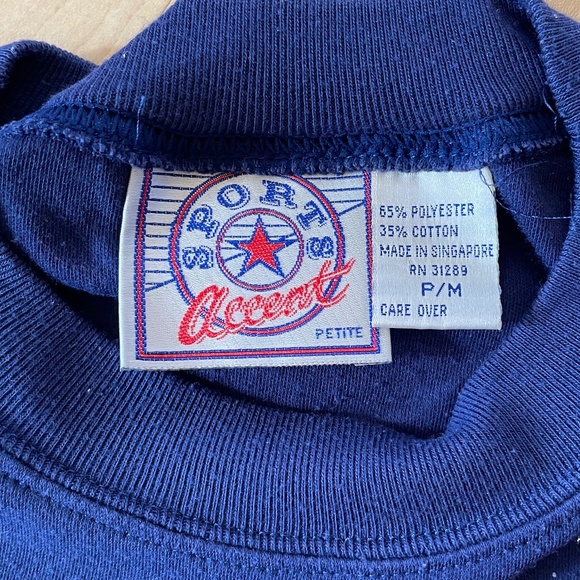 SPORTS
accent
PETITE
65% POLYESTER
35% COTTON
MADE IN SINGAPORE
RN 31289
P/M
CARE OVER